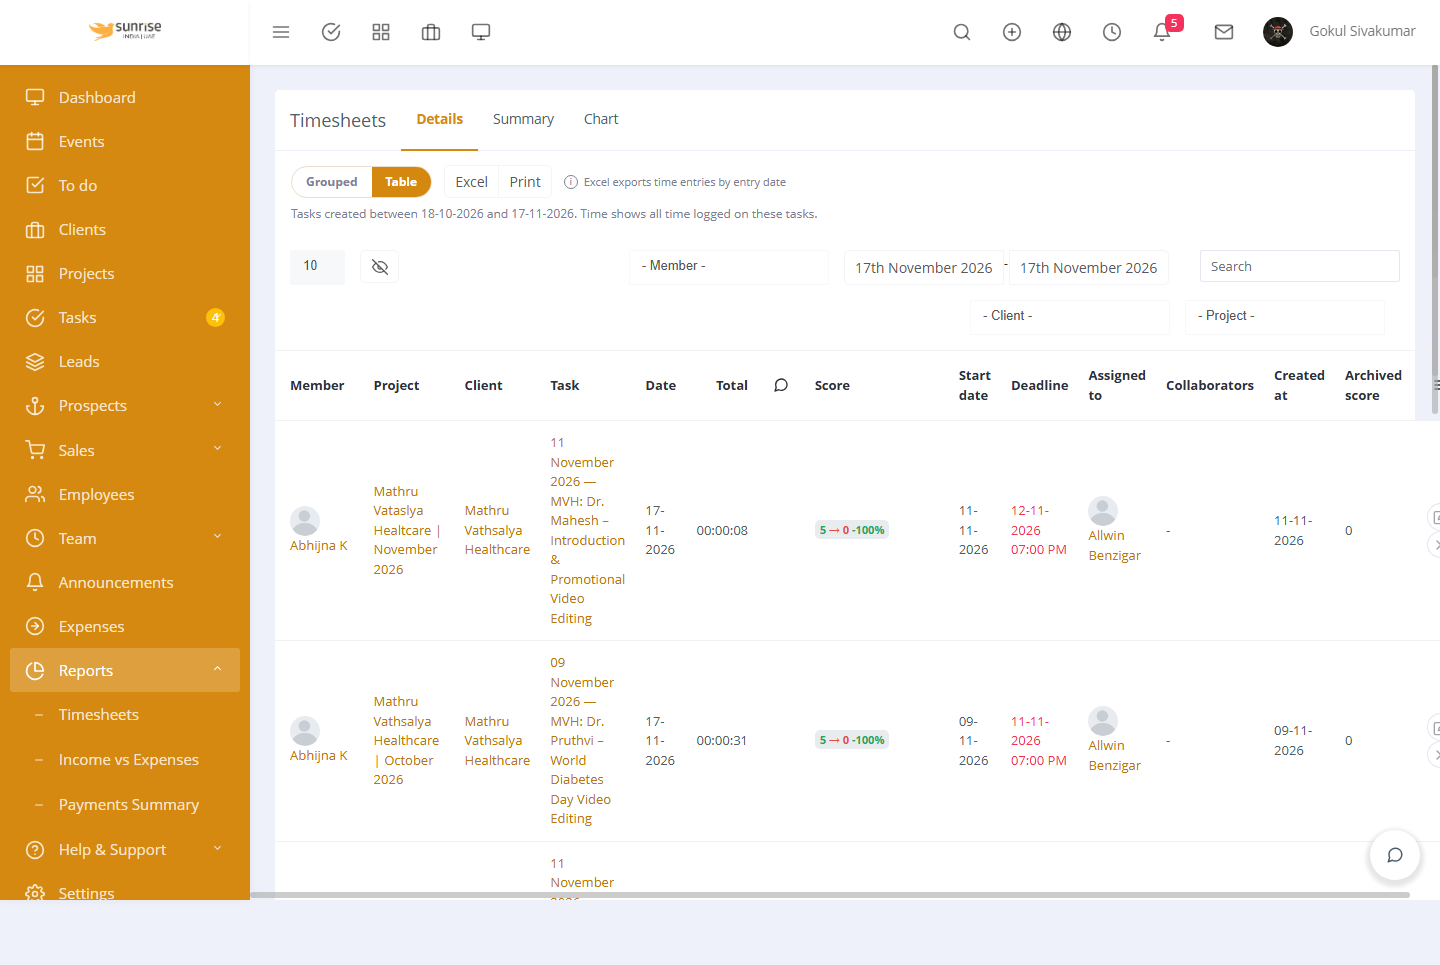 sunrise
INDIA | UAE
5
Gokul Sivakumar
Dashboard
Events
To do
Clients
Projects
Tasks
4
Leads
Prospects
Sales
Employees
Team
Announcements
Expenses
Reports
Timesheets
Income vs Expenses
Payments Summary
Help & Support
Settings
Timesheets
Details
Summary
Chart
Grouped
Table
Excel
Print
Excel exports time entries by entry date
Tasks created between 18-10-2026 and 17-11-2026. Time shows all time logged on these tasks.
10
- Member -
17th November 2026
-
17th November 2026
Search
- Client -
- Project -
Member
Project
Client
Task
Date
Total
Score
Start
date
Deadline
Assigned
to
Collaborators
Created
at
Archived
score
Abhijna K
Mathru
Vataslya
Healtcare |
November
2026
Mathru
Vathsalya
Healthcare
11
November
2026 —
MVH: Dr.
Mahesh –
Introduction
&
Promotional
Video
Editing
17-
11-
2026
00:00:08
5 → 0 -100%
11-
11-
2026
12-11-
2026
07:00 PM
Allwin
Benzigar
-
11-11-
2026
0
Abhijna K
Mathru
Vathsalya
Healthcare
| October
2026
Mathru
Vathsalya
Healthcare
09
November
2026 —
MVH: Dr.
Pruthvi –
World
Diabetes
Day Video
Editing
17-
11-
2026
00:00:31
5 → 0 -100%
09-
11-
2026
11-11-
2026
07:00 PM
Allwin
Benzigar
-
09-11-
2026
0
11
November